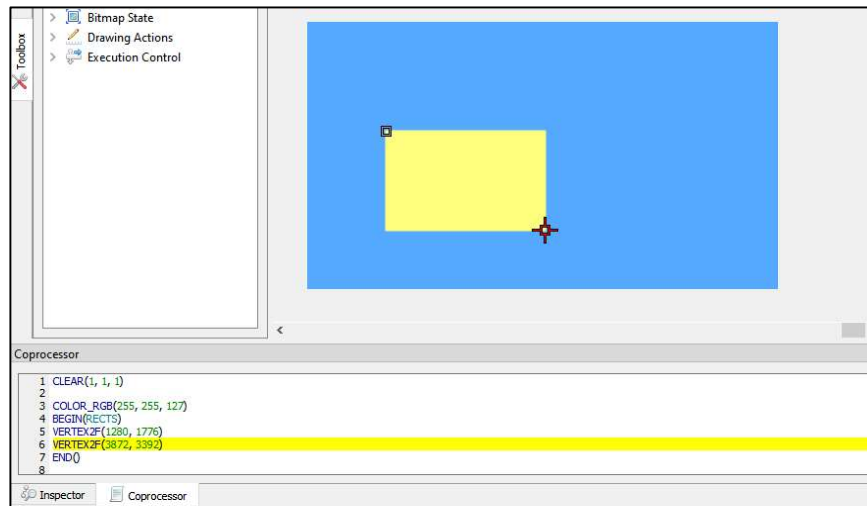 Toolbox
Bitmap State
Drawing Actions
Execution Control
Coprocessor
1 CLEAR(1, 1, 1)
2
3 COLOR_RGB(255, 255, 127)
4 BEGIN(RECTS)
5 VERTEX2F(1280, 1776)
6 VERTEX2F(3872, 3392)
7 END()
8
Inspector Coprocessor